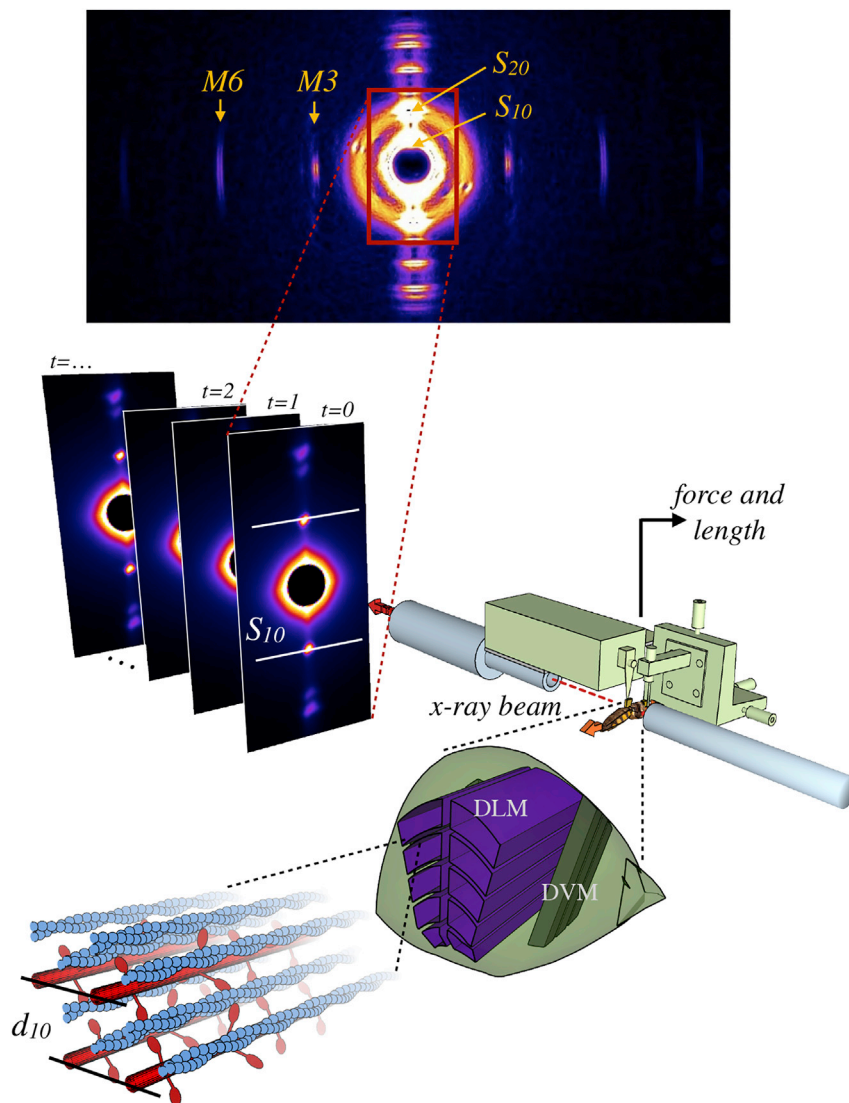 S20
M6
M3
S10
t=...
t=2
t=1
t=0
force and
length
S10
...
x-ray beam
DLM
DVM
d10